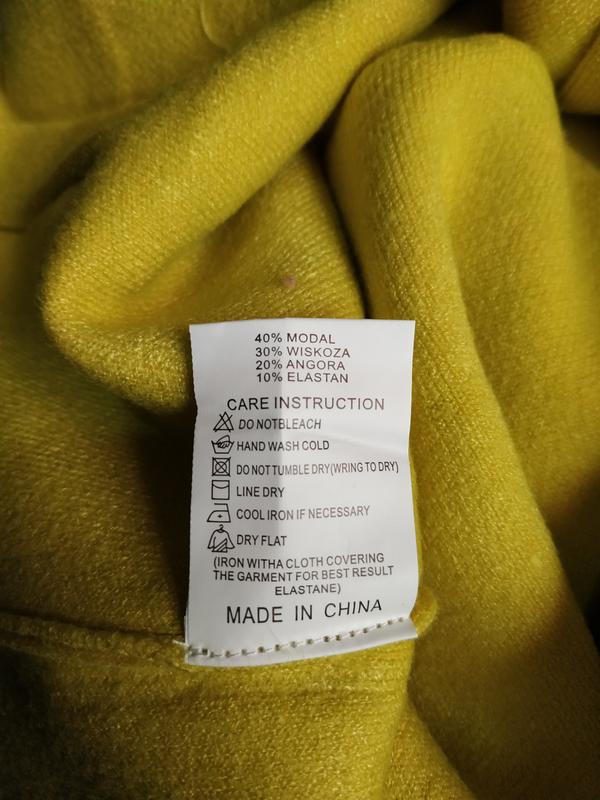 40% MODAL
30% WISKOZA
20% ANGORA
10% ELASTAN
CARE INSTRUCTION
DO NOTBLEACH
HAND WASH COLD
DO NOT TUMBLE DRY(WRING TO DRY)
LINE DRY
COOL IRON IF NECESSARY
DRY FLAT
(IRON WITHA CLOTH COVERING
THE GARMENT FOR BEST RESULT
ELASTANE)
MADE IN CHINA